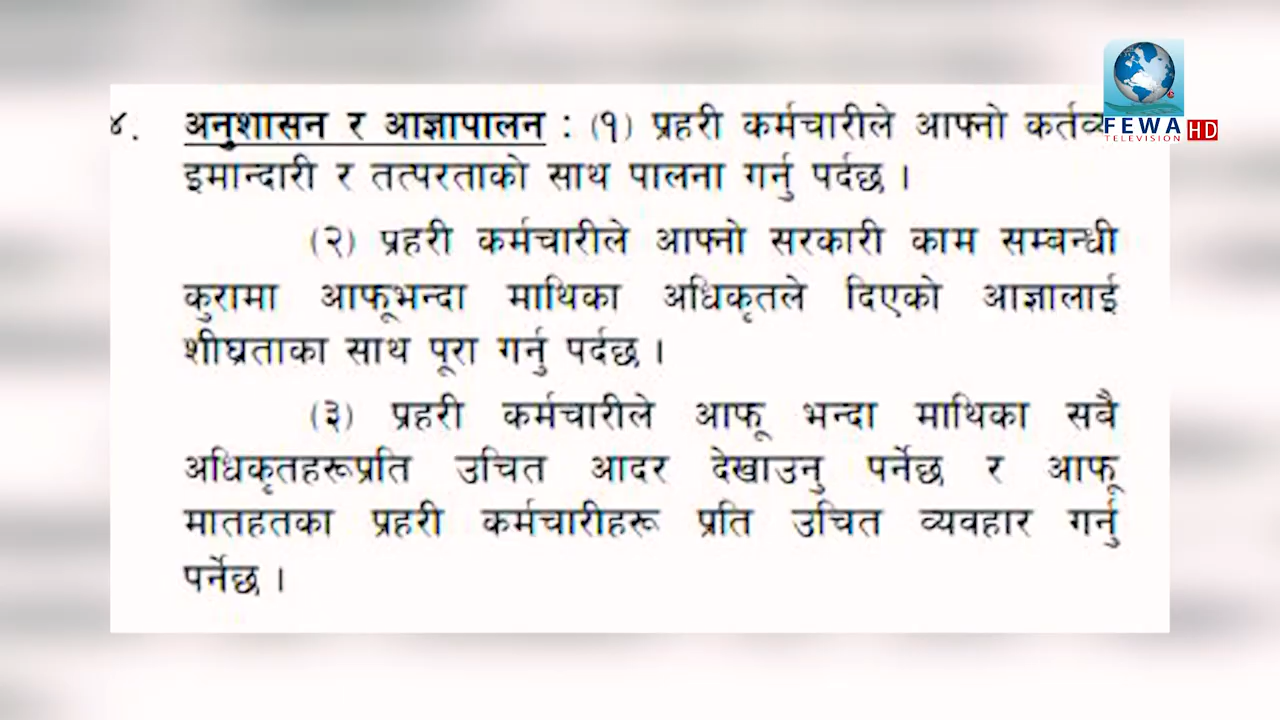 ४. अनुशासन र आज्ञापालन : (१) प्रहरी कर्मचारीले आफ्नो
इमान्दारी र तत्परताको साथ पालना गर्नु पर्दछ ।
(२) प्रहरी कर्मचारीले आफ्नो सरकारी काम सम्बन्धी
कुरामा आफूभन्दा माथिका अधिकृतले दिएको आज्ञालाई
शीघ्रताका साथ पूरा गर्नु पर्दछ ।
(३) प्रहरी कर्मचारीले आफू भन्दा माथिका सबै
अधिकृतहरूप्रति उचित आदर देखाउनु पर्नेछ र आफू
मातहतका प्रहरी कर्मचारीहरू प्रति उचित व्यवहार गर्नु
पर्नेछ ।
FEWA HD
TELEVISION